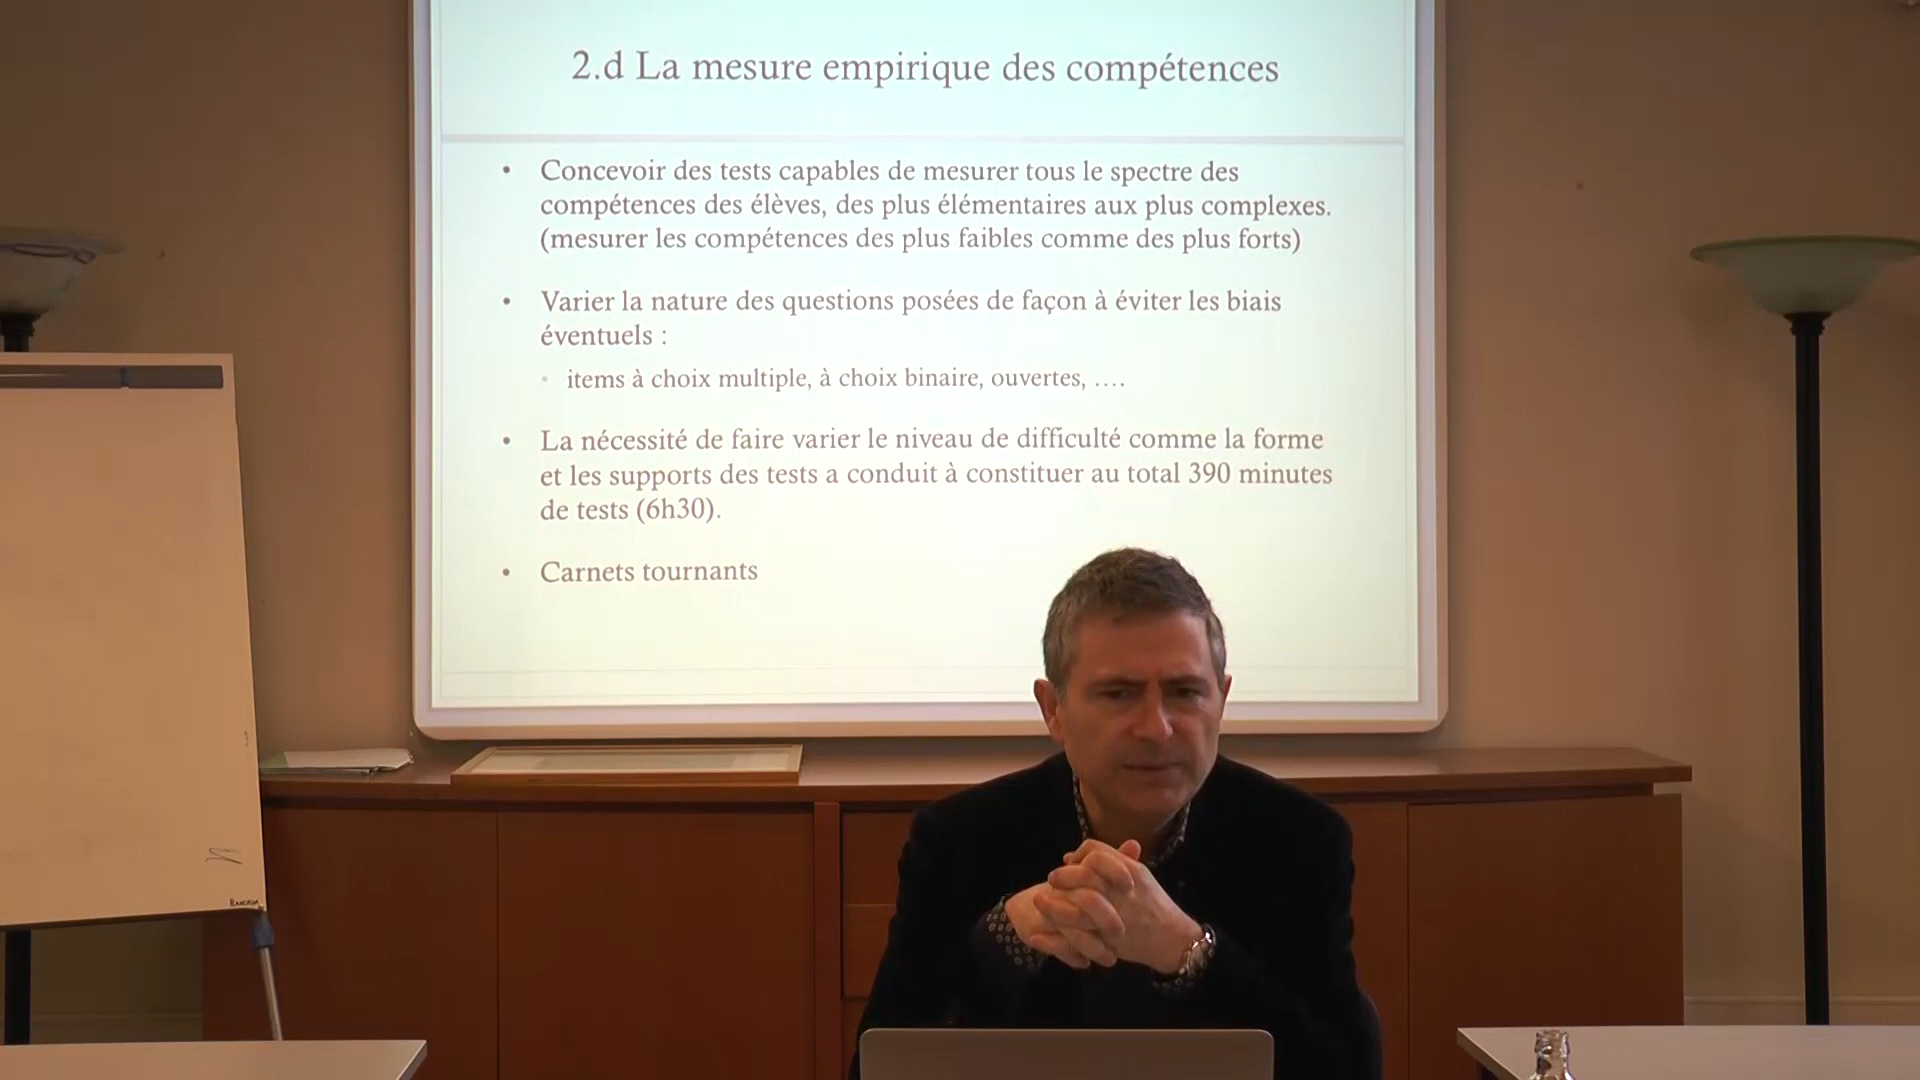 2.d La mesure empirique des compétences
• Concevoir des tests capables de mesurer tous le spectre des
compétences des élèves, des plus élémentaires aux plus complexes.
(mesurer les compétences des plus faibles comme des plus forts)
• Varier la nature des questions posées de façon à éviter les biais
éventuels :
• items à choix multiple, à choix binaire, ouvertes, ....
• La nécessité de faire varier le niveau de difficulté comme la forme
et les supports des tests a conduit à constituer au total 390 minutes
de tests (6h30).
• Carnets tournants